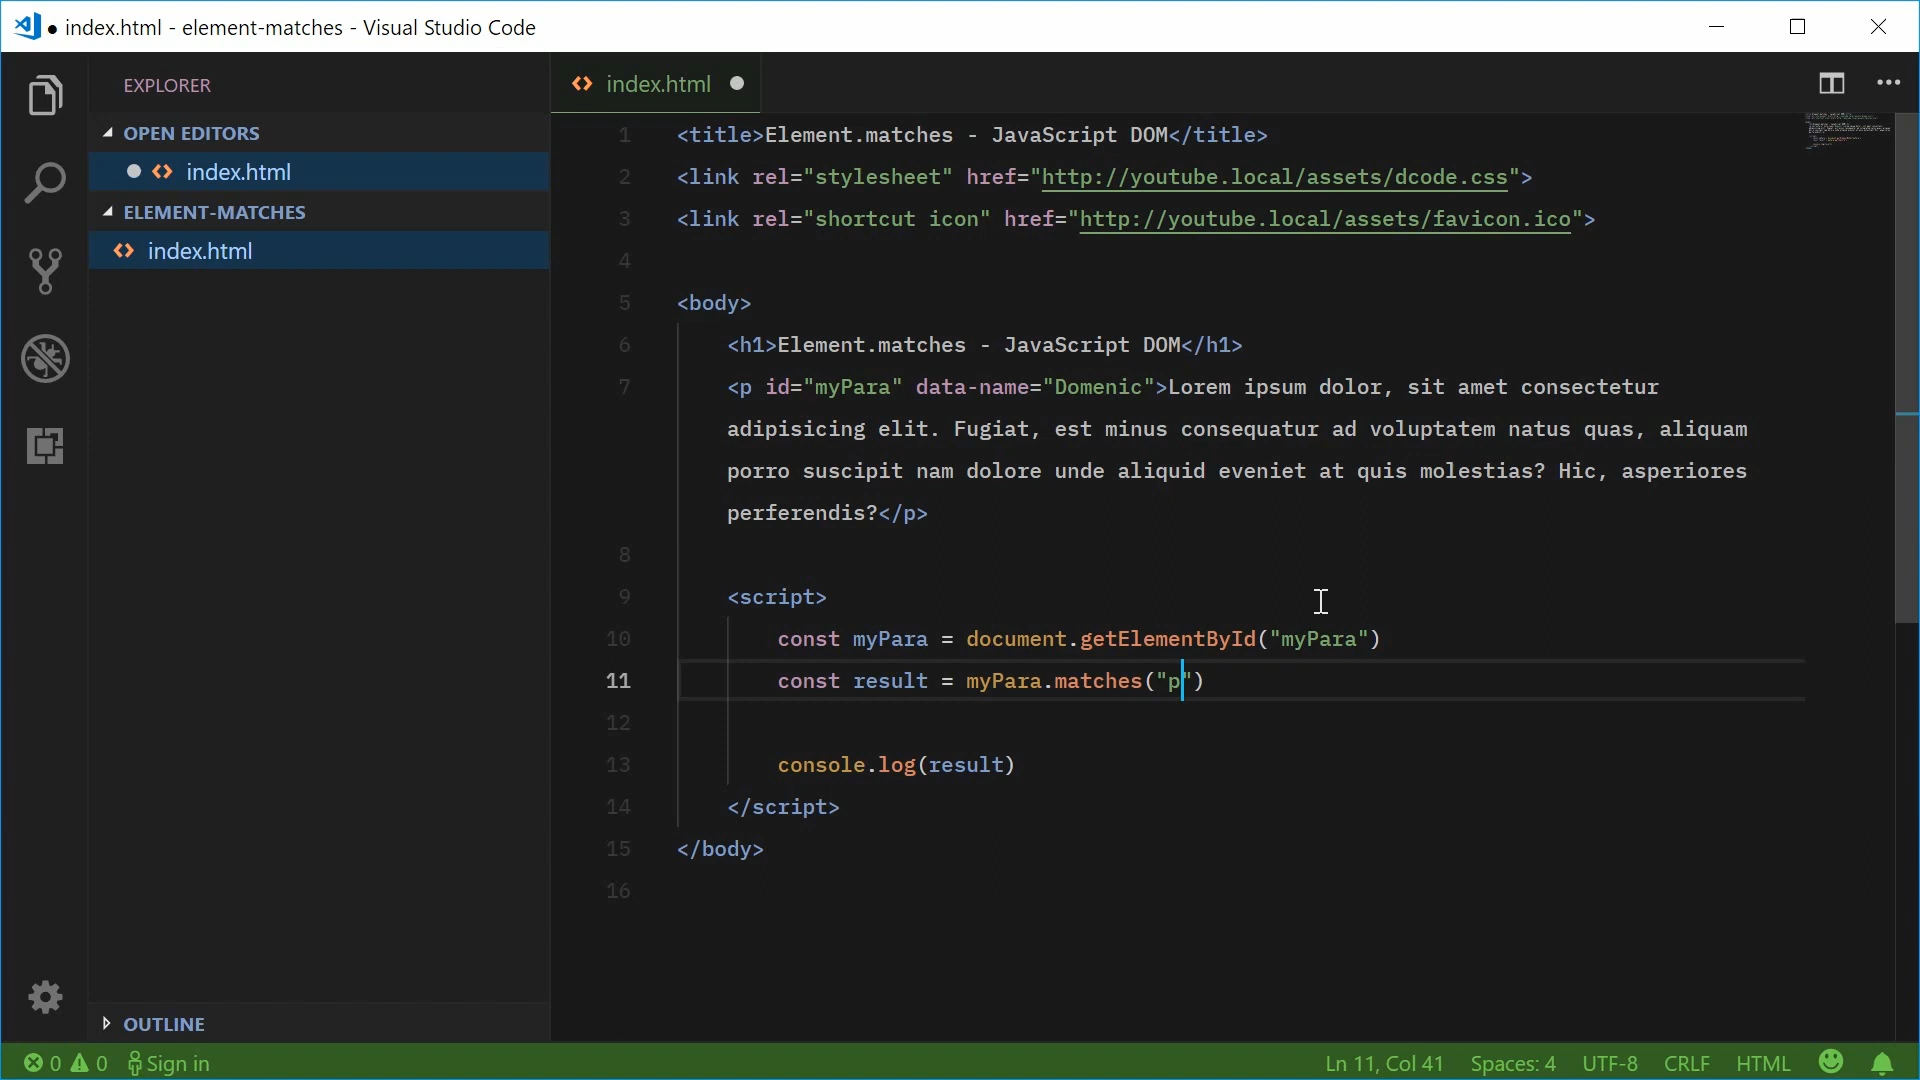 ● index.html - element-matches - Visual Studio Code
EXPLORER
OPEN EDITORS
index.html
ELEMENT-MATCHES
index.html
OUTLINE
index.html
1 <title>Element.matches - JavaScript DOM</title>
2 <link rel="stylesheet" href="http://youtube.local/assets/dcode.css">
3 <link rel="shortcut icon" href="http://youtube.local/assets/favicon.ico">
4
5 <body>
6 <h1>Element.matches - JavaScript DOM</h1>
7 <p id="myPara" data-name="Domenic">Lorem ipsum dolor, sit amet consectetur
adipisicing elit. Fugiat, est minus consequatur ad voluptatem natus quas, aliquam
porro suscipit nam dolore unde aliquid eveniet at quis molestias? Hic, asperiores
perferendis?</p>
8
9 <script>
10 const myPara = document.getElementById("myPara")
11 const result = myPara.matches("p")
12
13 console.log(result)
14 </script>
15 </body>
16
0 0 Sign in
Ln 11, Col 41 Spaces: 4 UTF-8 CRLF HTML